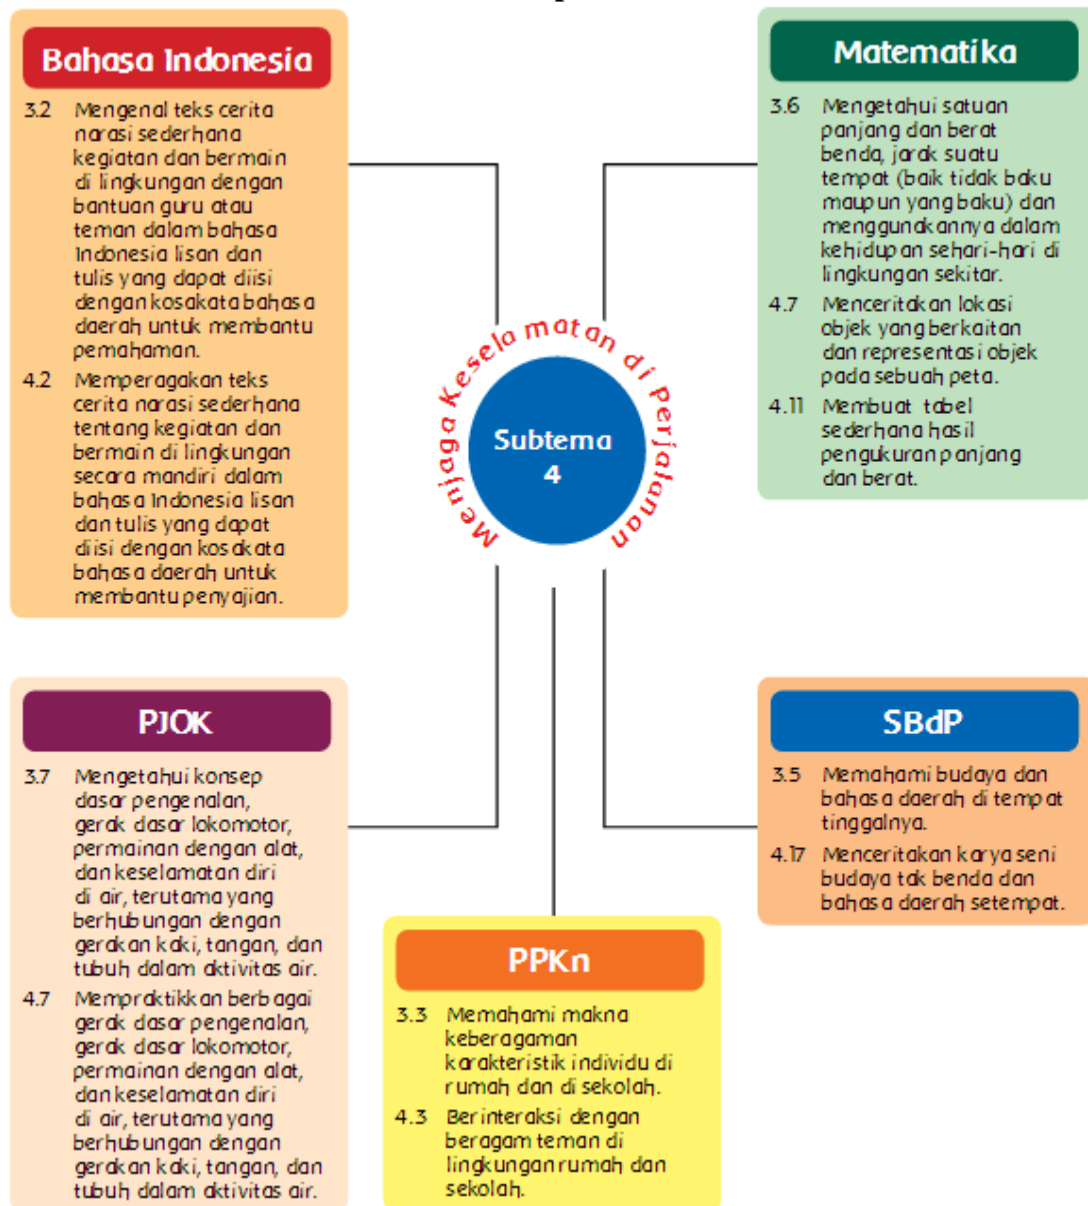 Bahasa Indonesia
3.2 Mengenal teks cerita
narasi sederhana
kegiatan dan bermain
di lingkungan dengan
bantuan guru atau
teman dalam bahasa
Indonesia lisan dan
tulis yang dapat diisi
dengan kosakata bahasa
daerah untuk membantu
pemahaman.
4.2 Memperagakan teks
cerita narasi sederhana
tentang kegiatan dan
bermain di lingkungan
secara mandiri dalam
bahasa Indonesia lisan
dan tulis yang dapat
diisi dengan kosakata
bahasa daerah untuk
membantu penyajian.
Matematika
3.6 Mengetahui satuan
panjang dan berat
benda, jarak suatu
tempat (baik tidak baku
maupun yang baku) dan
menggunakannya dalam
kehidupan sehari-hari di
lingkungan sekitar.
4.7 Menceritakan lokasi
objek yang berkaitan
dan representasi objek
pada sebuah peta.
4.11 Membuat tabel
sederhana hasil
pengukuran panjang
dan berat.
Menjaga Keselamatan di Perjalanan
Subtema
4
PJOK
3.7 Mengetahui konsep
dasar pengenalan,
gerak dasar lokomotor,
permainan dengan alat,
dan keselamatan diri
di air, terutama yang
berhubungan dengan
gerakan kaki, tangan, dan
tubuh dalam aktivitas air.
4.7 Mempraktikkan berbagai
gerak dasar pengenalan,
gerak dasar lokomotor,
permainan dengan alat,
dan keselamatan diri
di air, terutama yang
berhubungan dengan
gerakan kaki, tangan, dan
tubuh dalam aktivitas air.
PPKn
3.3 Memahami makna
keberagaman
karakteristik individu di
rumah dan di sekolah.
4.3 Berinteraksi dengan
beragam teman di
lingkungan rumah dan
sekolah.
SBdP
3.5 Memahami budaya dan
bahasa daerah di tempat
tinggalnya.
4.17 Menceritakan karya seni
budaya tak benda dan
bahasa daerah setempat.